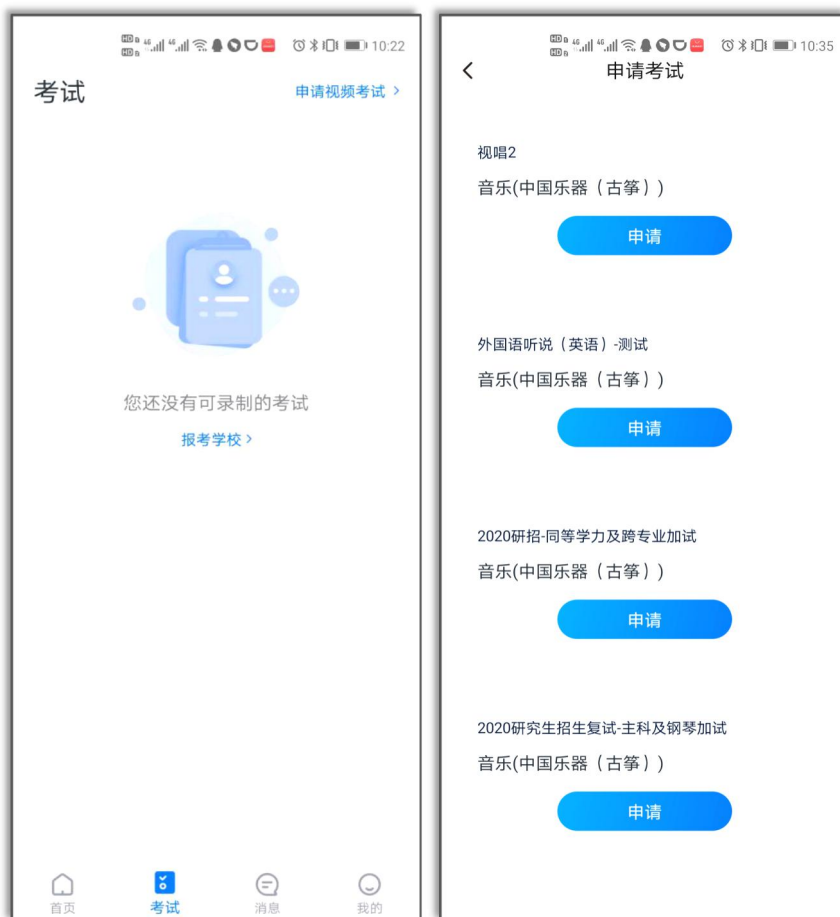 10:22
考试
申请视频考试 >
您还没有可录制的考试
报考学校 >
首页
考试
消息
我的
10:35
申请考试
视唱2
音乐(中国乐器（古筝）)
申请
外国语听说（英语）-测试
音乐(中国乐器（古筝）)
申请
2020研招-同等学力及跨专业加试
音乐(中国乐器（古筝）)
申请
2020研究生招生复试-主科及钢琴加试
音乐(中国乐器（古筝）)
申请